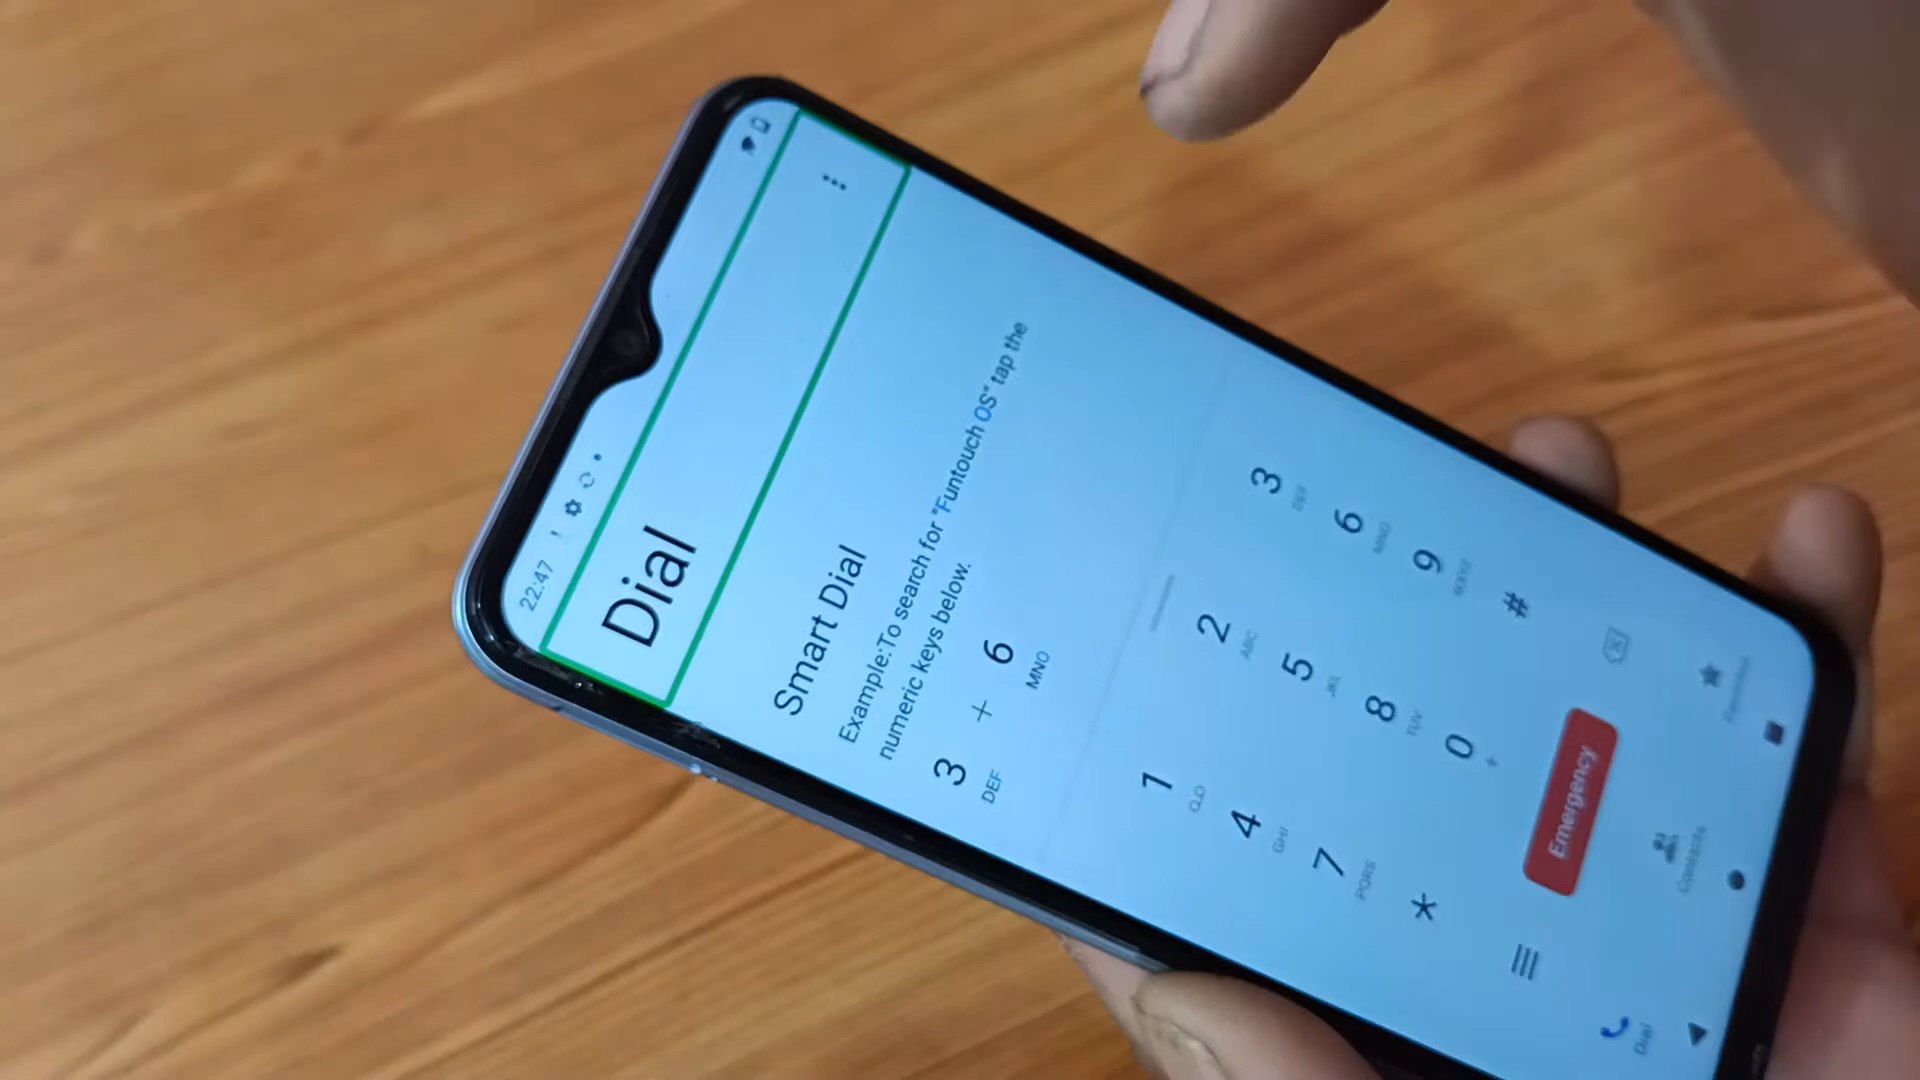 22:47
Dial
Smart Dial
Example:To search for "Funtouch OS" tap the
numeric keys below.
3 + 6
DEF MNO
1 2 3
ABC DEF
4 5 6
GHI JKL MNO
7 8 9
PQRS TUV WXYZ
* 0 #
+
Emergency
Dial Contacts Favorites